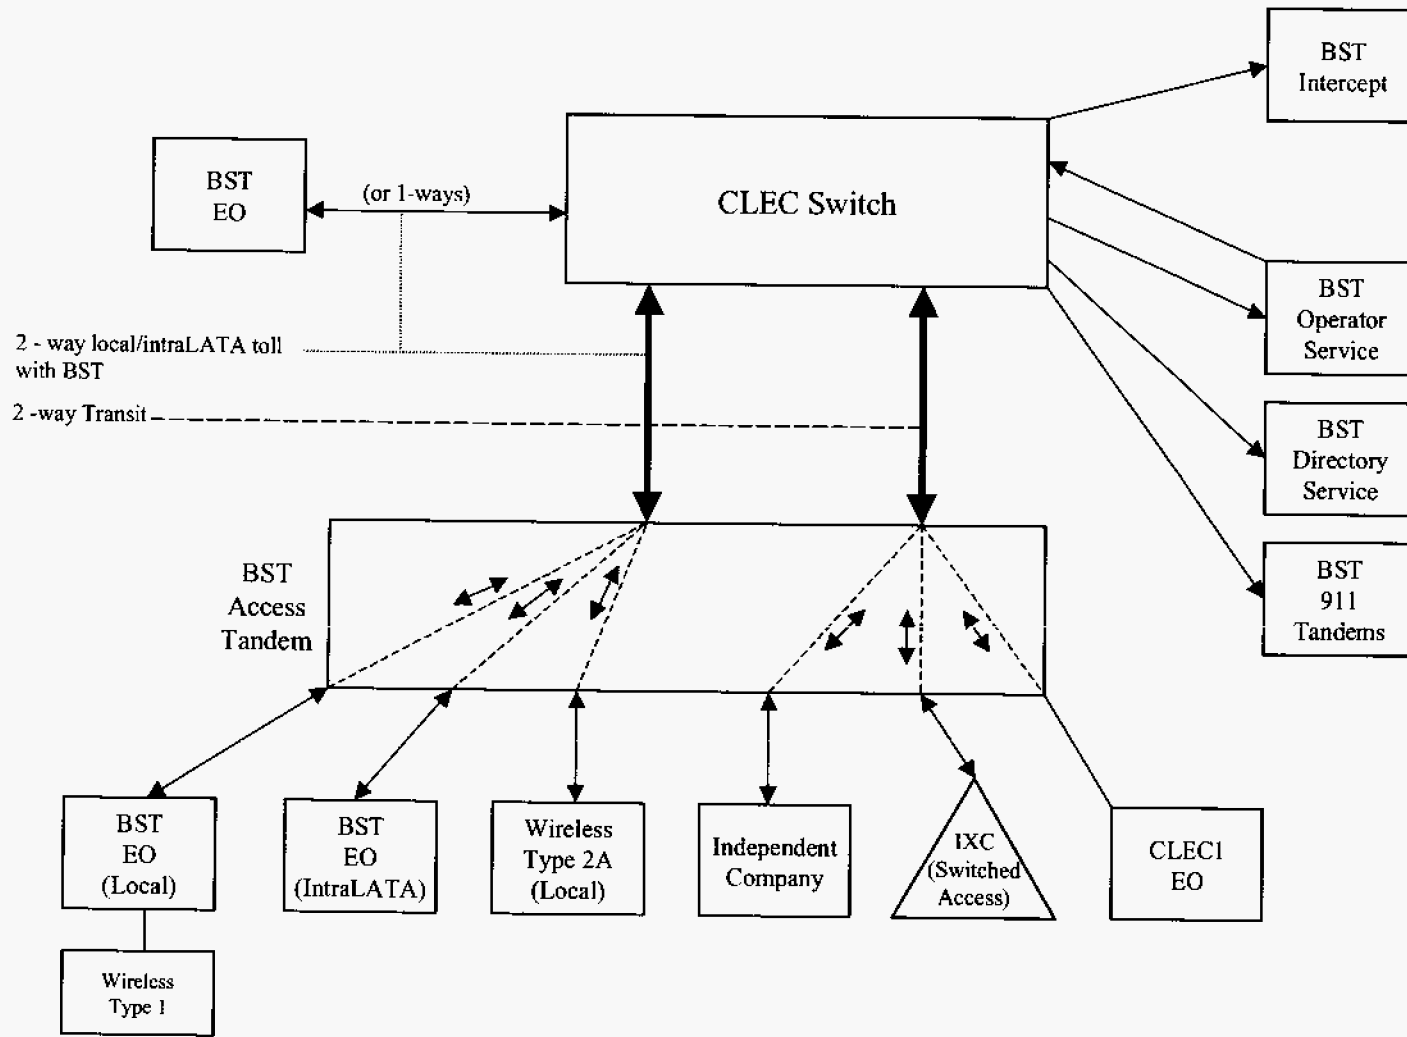 BST
Intercept
BST
EO
(or 1-ways)
CLEC Switch
BST
Operator
Service
2 - way local/intraLATA toll
with BST
2 -way Transit
BST
Directory
Service
BST
Access
Tandem
BST
911
Tandems
BST
EO
(Local)
BST
EO
(IntraLATA)
Wireless
Type 2A
(Local)
Independent
Company
IXC
(Switched
Access)
CLEC1
EO
Wireless
Type 1